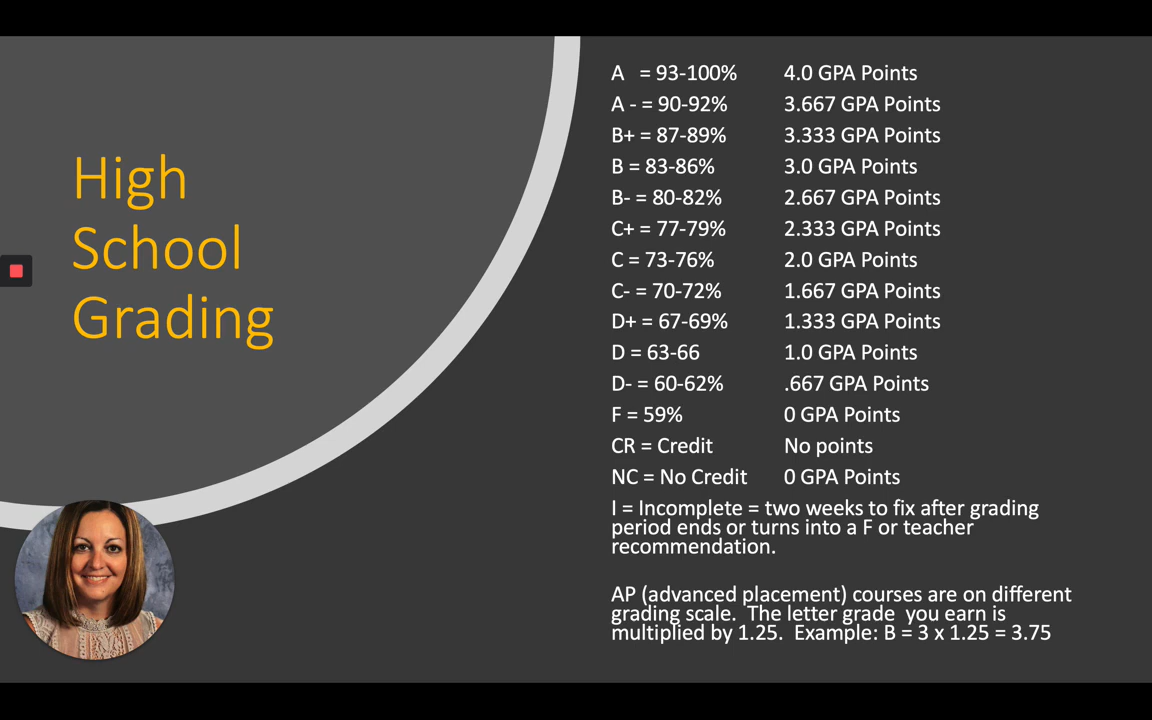 High
School
Grading
A = 93-100% 4.0 GPA Points
A - = 90-92% 3.667 GPA Points
B+ = 87-89% 3.333 GPA Points
B = 83-86% 3.0 GPA Points
B- = 80-82% 2.667 GPA Points
C+ = 77-79% 2.333 GPA Points
C = 73-76% 2.0 GPA Points
C- = 70-72% 1.667 GPA Points
D+ = 67-69% 1.333 GPA Points
D = 63-66 1.0 GPA Points
D- = 60-62% .667 GPA Points
F = 59% 0 GPA Points
CR = Credit No points
NC = No Credit 0 GPA Points
I = Incomplete = two weeks to fix after grading
period ends or turns into a F or teacher
recommendation.
AP (advanced placement) courses are on different
grading scale. The letter grade you earn is
multiplied by 1.25. Example: B = 3 x 1.25 = 3.75